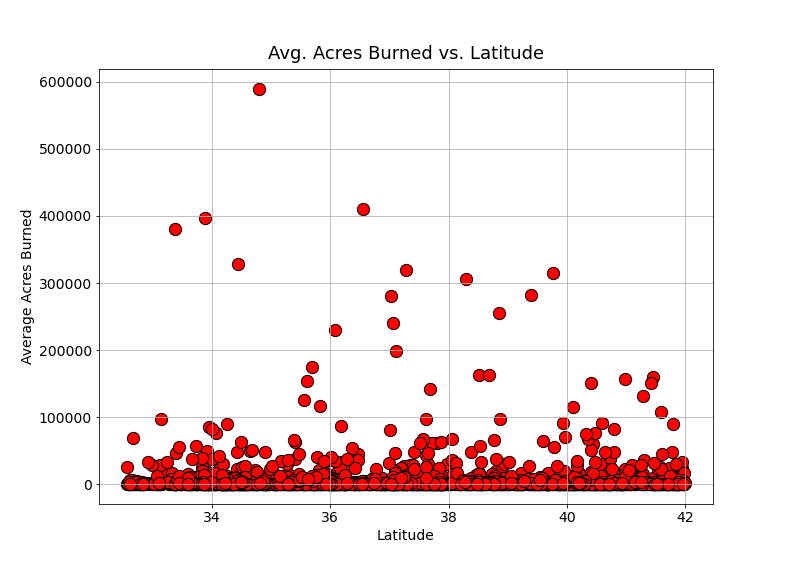 Avg. Acres Burned vs. Latitude
600000
500000
400000
300000
200000
100000
0
Average Acres Burned
34 36 38 40 42
Latitude